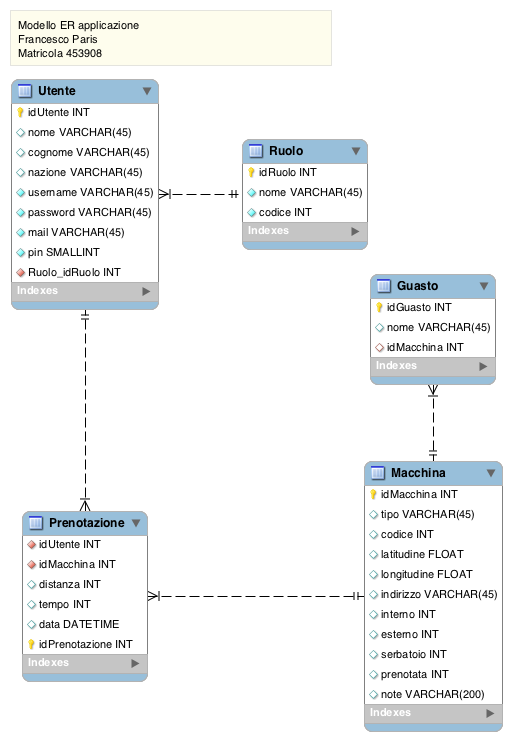 Modello ER applicazione
Francesco Paris
Matricola 453908
Utente
idUtente INT
nome VARCHAR(45)
cognome VARCHAR(45)
nazione VARCHAR(45)
username VARCHAR(45)
password VARCHAR(45)
mail VARCHAR(45)
pin SMALLINT
Ruolo_idRuolo INT
Indexes
Ruolo
idRuolo INT
nome VARCHAR(45)
codice INT
Indexes
Guasto
idGuasto INT
nome VARCHAR(45)
idMacchina INT
Indexes
Macchina
idMacchina INT
tipo VARCHAR(45)
codice INT
latitudine FLOAT
longitudine FLOAT
indirizzo VARCHAR(45)
interno INT
esterno INT
serbatoio INT
prenotata INT
note VARCHAR(200)
Indexes
Prenotazione
idUtente INT
idMacchina INT
distanza INT
tempo INT
data DATETIME
idPrenotazione INT
Indexes